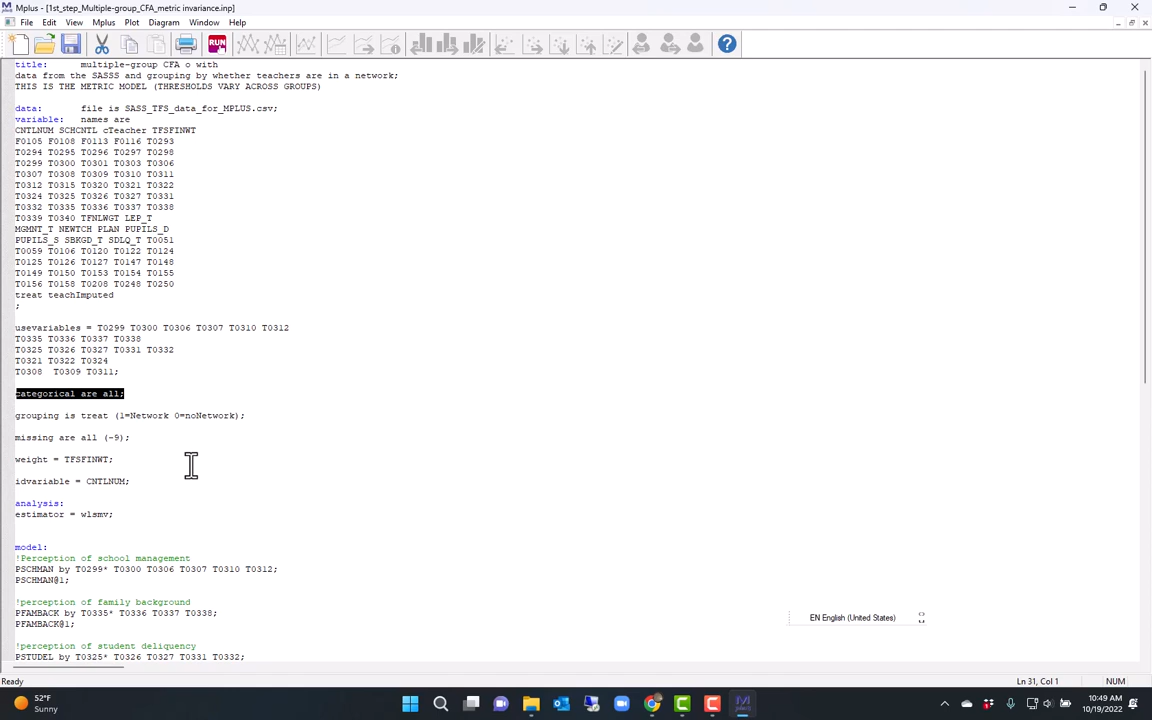 Mplus - [1st_step_Multiple-group_CFA_metric invariance.inp]
File Edit View Mplus Plot Diagram Window Help
RUN
title: multiple-group CFA o with
data from the SASSS and grouping by whether teachers are in a network;
THIS IS THE METRIC MODEL (THRESHOLDS VARY ACROSS GROUPS)
data: file is SASS_TFS_data_for_MPLUS.csv;
variable: names are
CNTLNUM SCHCNTL cTeacher TFSFINWT
F0105 F0108 F0113 F0116 T0293
T0294 T0295 T0296 T0297 T0298
T0299 T0300 T0301 T0303 T0306
T0307 T0308 T0309 T0310 T0311
T0312 T0315 T0320 T0321 T0322
T0324 T0325 T0326 T0327 T0331
T0332 T0335 T0336 T0337 T0338
T0339 T0340 TFNLWGT LEP_T
MGMNT_T NEWTCH PLAN PUPILS_D
PUPILS_S SBKGD_T SDLQ_T T0051
T0059 T0106 T0120 T0122 T0124
T0125 T0126 T0127 T0147 T0148
T0149 T0150 T0153 T0154 T0155
T0156 T0158 T0208 T0248 T0250
treat teachImputed
;
usevariables = T0299 T0300 T0306 T0307 T0310 T0312
T0335 T0336 T0337 T0338
T0325 T0326 T0327 T0331 T0332
T0321 T0322 T0324
T0308 T0309 T0311;
categorical are all;
grouping is treat (1=Network 0=noNetwork);
missing are all (-9);
weight = TFSFINWT;
idvariable = CNTLNUM;
analysis:
estimator = wlsmv;
model:
!Perception of school management
PSCHMAN by T0299* T0300 T0306 T0307 T0310 T0312;
PSCHMAN@1;
!perception of family background
PFAMBACK by T0335* T0336 T0337 T0338;
PFAMBACK@1;
!perception of student deliquency
PSTUDEL by T0325* T0326 T0327 T0331 T0332;
EN English (United States)
Ready
Ln 31, Col 1
NUM
52°F
Sunny
10:49 AM
10/19/2022